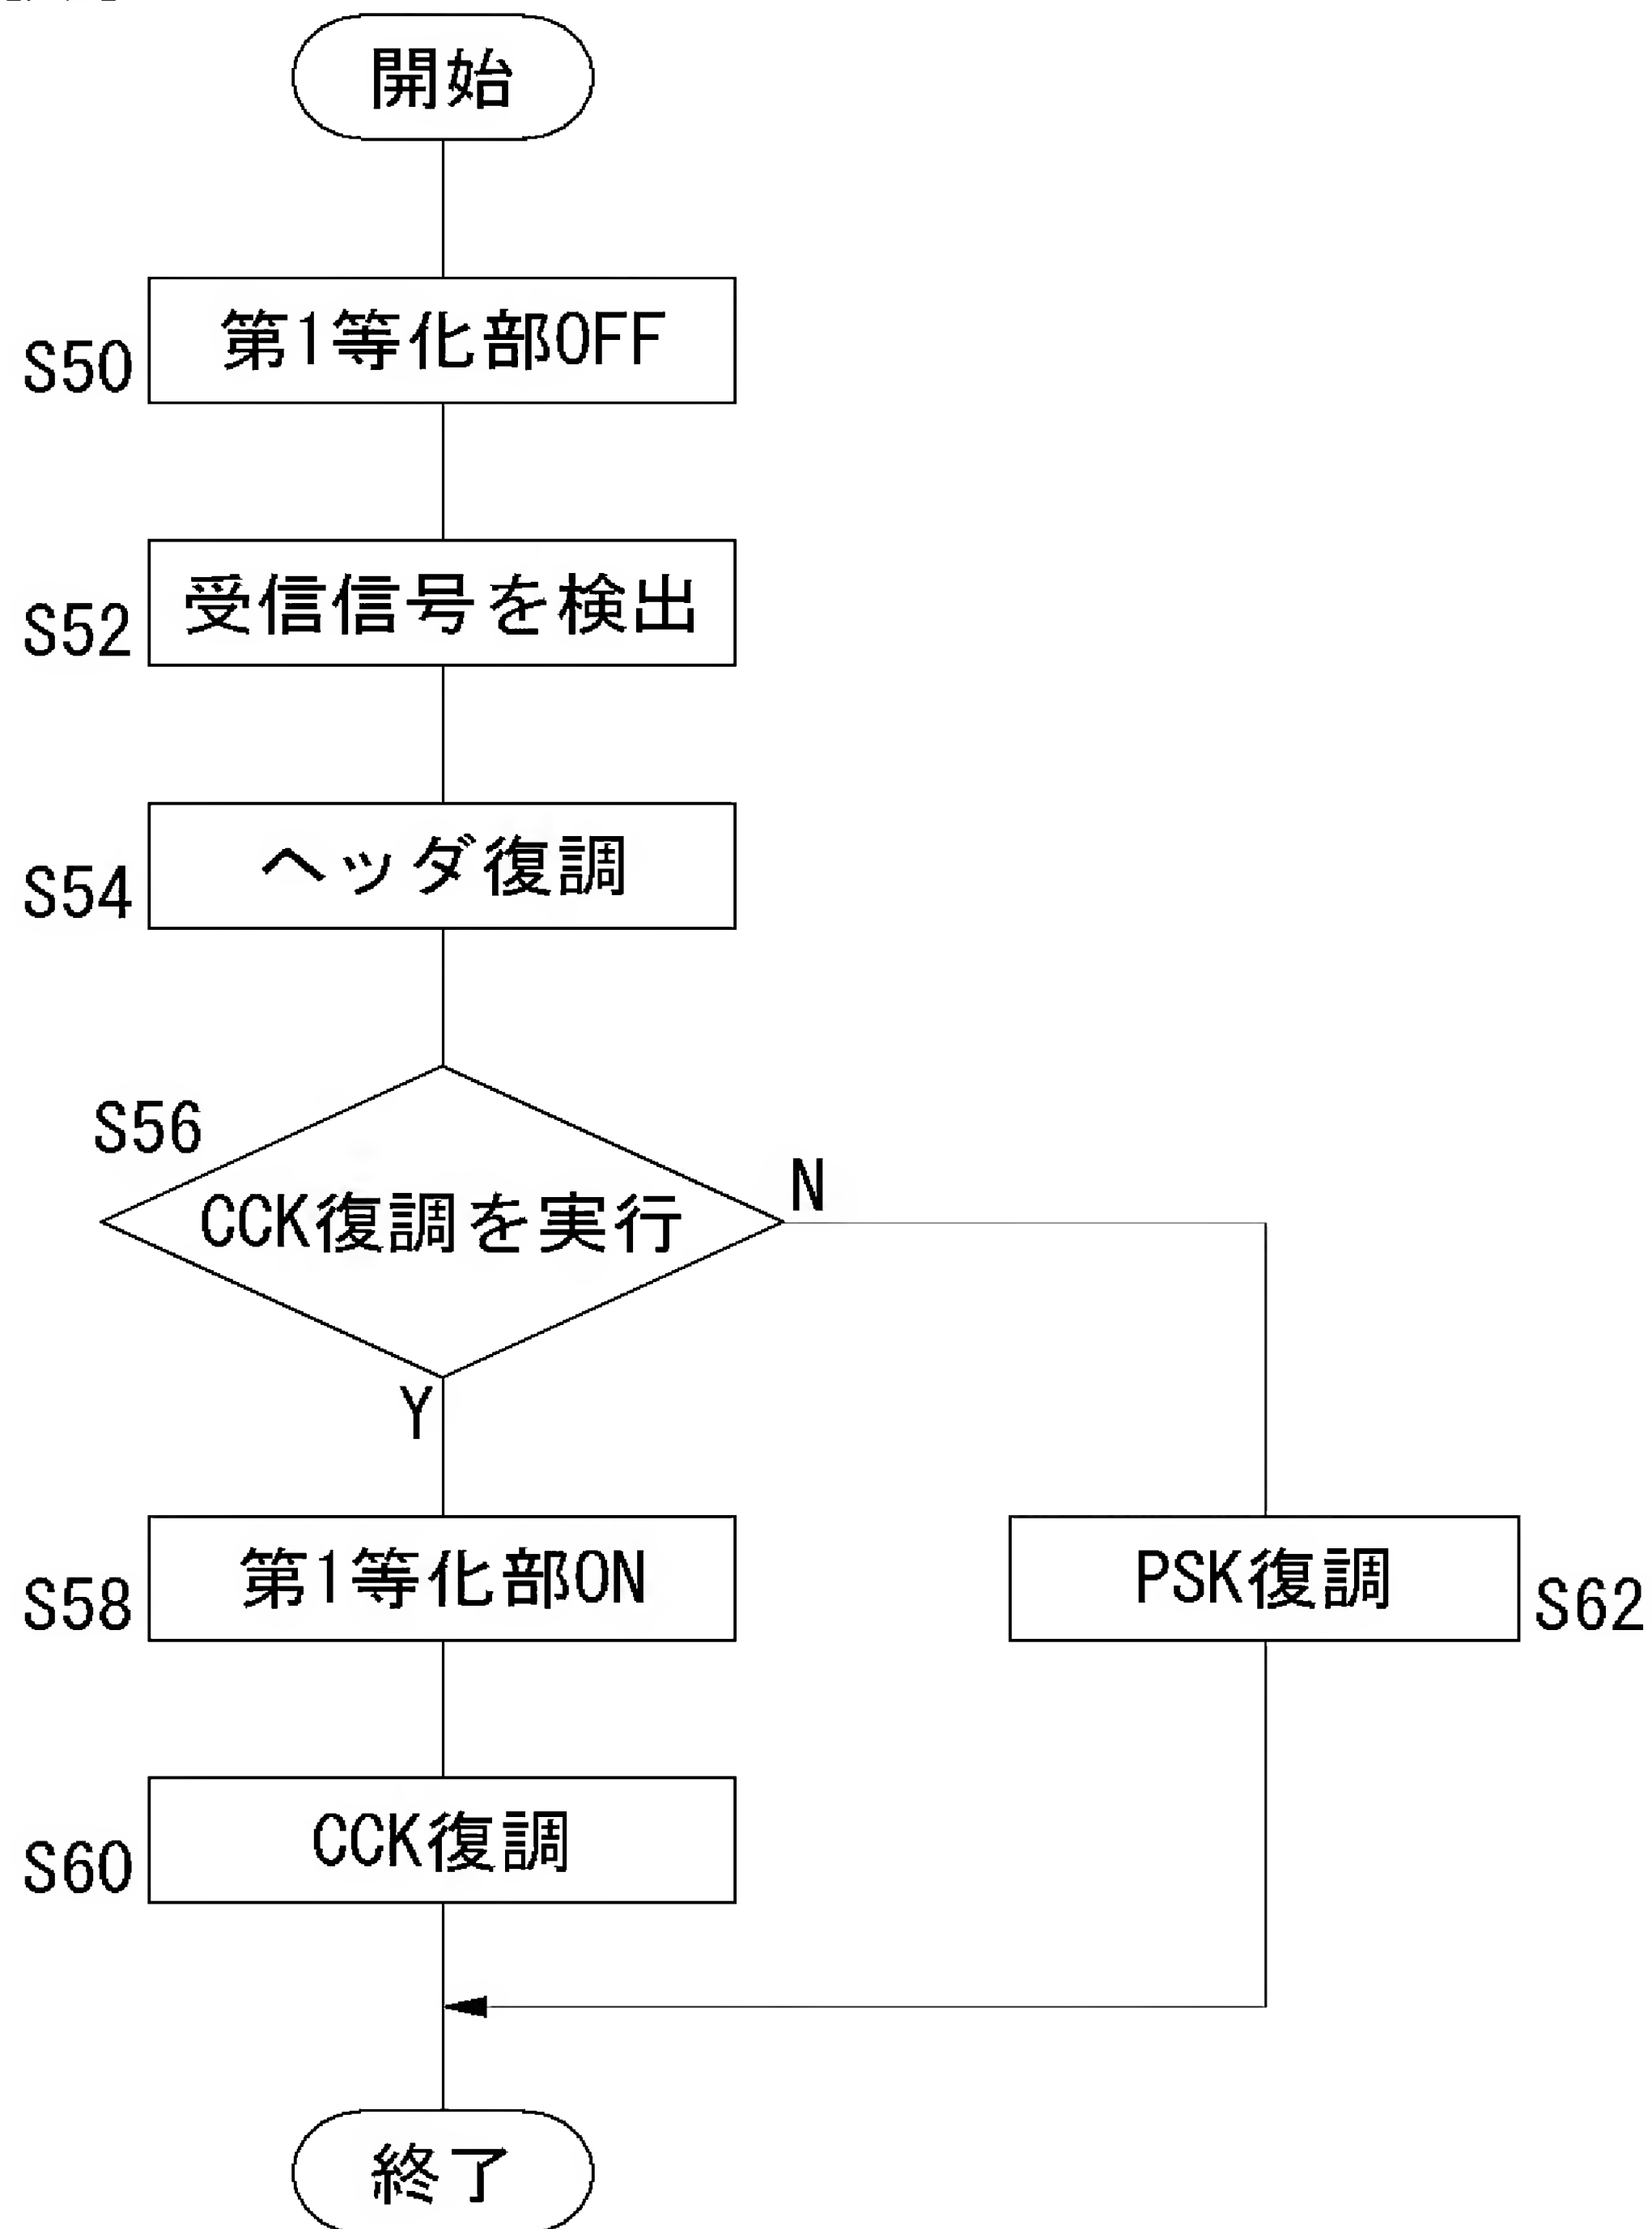 開始
S50
第1等化部OFF
S52
受信信号を検出
S54
ヘッダ復調
S56
CCK復調を実行
N
Y
S58
第1等化部ON
PSK復調
S62
S60
CCK復調
終了